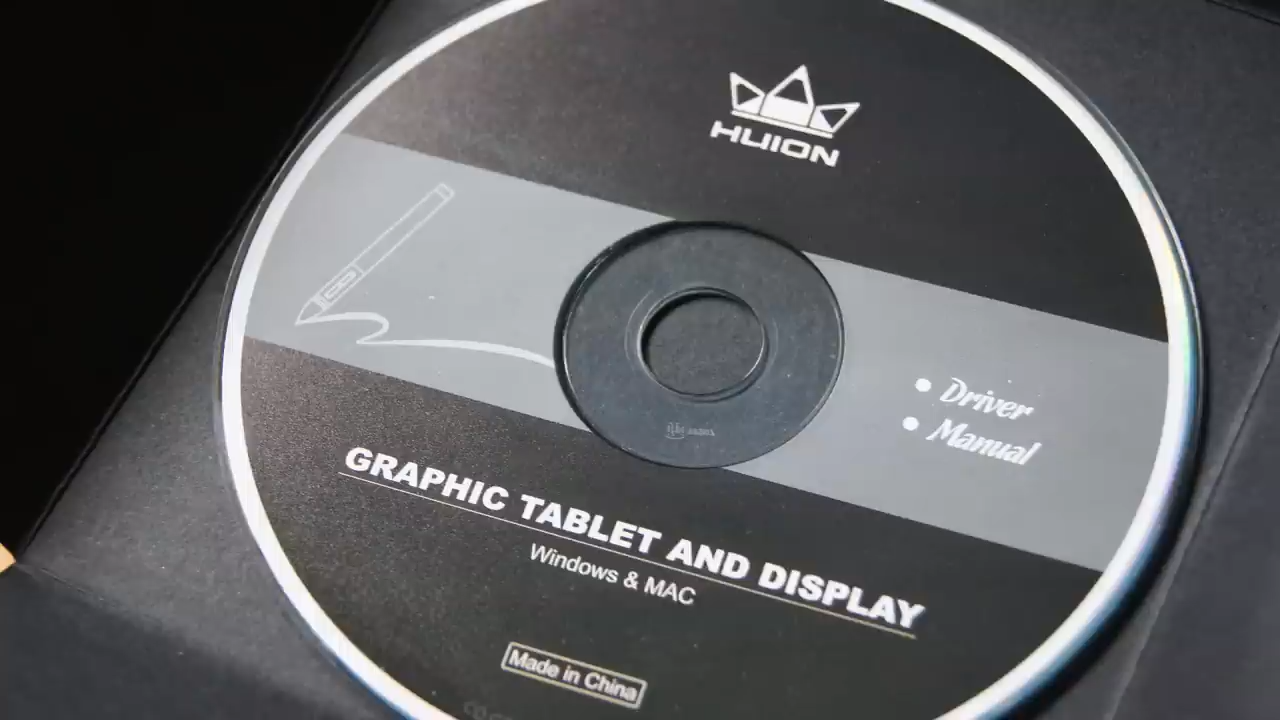 HUION
• Driver
• Manual
GRAPHIC TABLET AND DISPLAY
Windows & MAC
Made in China